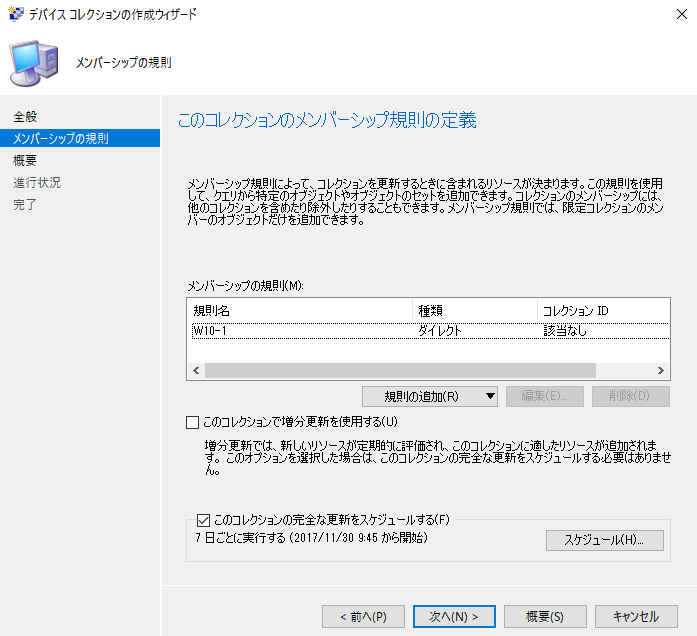 デバイス コレクションの作成ウィザード
メンバーシップの規則
全般
メンバーシップの規則
概要
進行状況
完了
このコレクションのメンバーシップ規則の定義
メンバーシップ規則によって、コレクションを更新するときに含まれるリソースが決まります。この規則を使用
して、クエリから特定のオブジェクトやオブジェクトのセットを追加できます。コレクションのメンバーシップには、
他のコレクションを含めたり除外したりすることもできます。メンバーシップ規則では、限定コレクションのメン
バーのオブジェクトだけを追加できます。
メンバーシップの規則(M):
規則名 種類 コレクション ID
W10-1 ダイレクト 該当なし
規則の追加(R) 編集(E)... 削除(D)
このコレクションで増分更新を使用する(U)
増分更新では、新しいリソースが定期的に評価され、このコレクションに適したリソースが追加されま
す。このオプションを選択した場合は、このコレクションの完全な更新をスケジュールする必要はありませ
ん。
このコレクションの完全な更新をスケジュールする(F)
7 日ごとに実行する (2017/11/30 9:45 から開始)
スケジュール(H)...
< 前へ(P) 次へ(N) > 概要(S) キャンセル